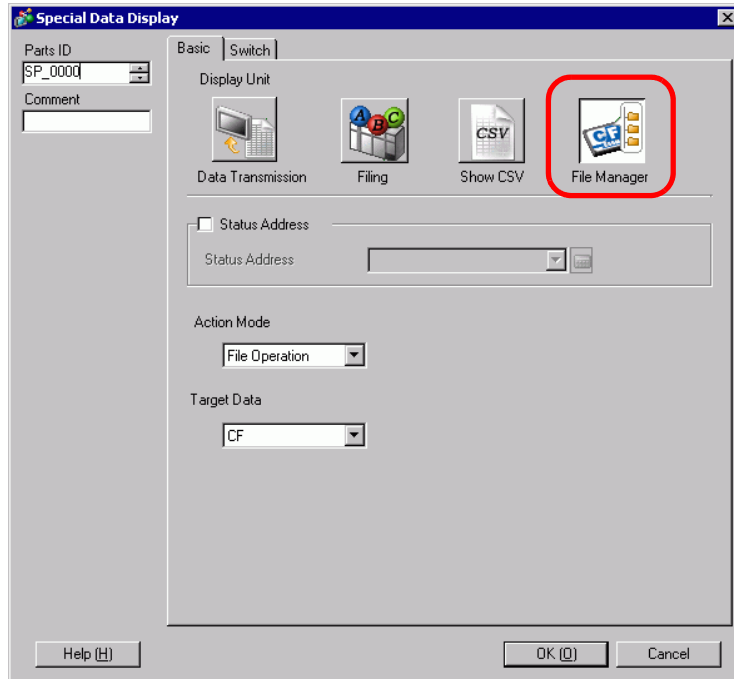 Special Data Display
Parts ID
SP_0000
Comment
Basic
Switch
Display Unit
A B C
CSV
CF
Data Transmission
Filing
Show CSV
File Manager
Status Address
Status Address
Action Mode
File Operation
Target Data
CF
Help (H)
OK (O)
Cancel